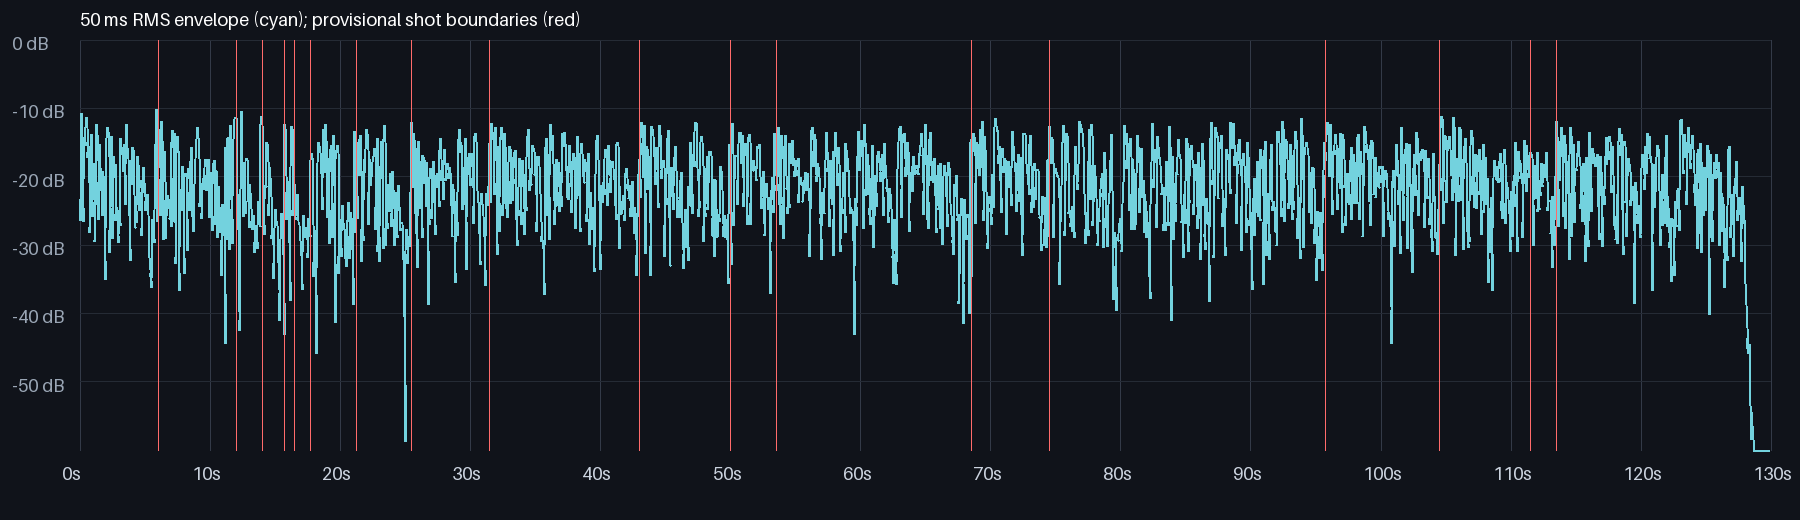 50 ms RMS envelope (cyan); provisional shot boundaries (red)
0 dB
-10 dB
-20 dB
-30 dB
-40 dB
-50 dB
0s 10s 20s 30s 40s 50s 60s 70s 80s 90s 100s 110s 120s 130s